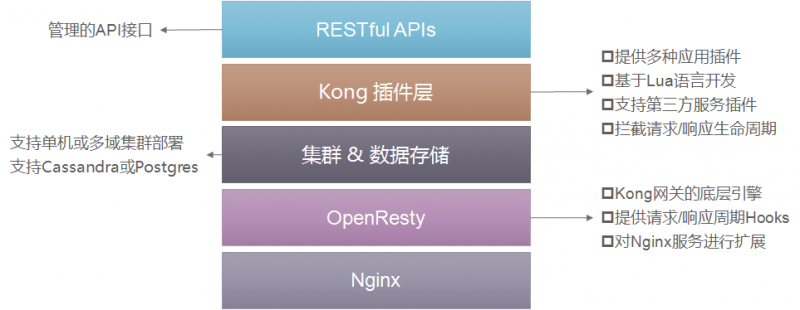 管理的API接口
RESTful APIs
Kong 插件层
提供多种应用插件
基于Lua语言开发
支持第三方服务插件
拦截请求/响应生命周期
支持单机或多域集群部署
支持Cassandra或Postgres
集群 & 数据存储
OpenResty
Kong网关的底层引擎
提供请求/响应周期Hooks
对Nginx服务进行扩展
Nginx